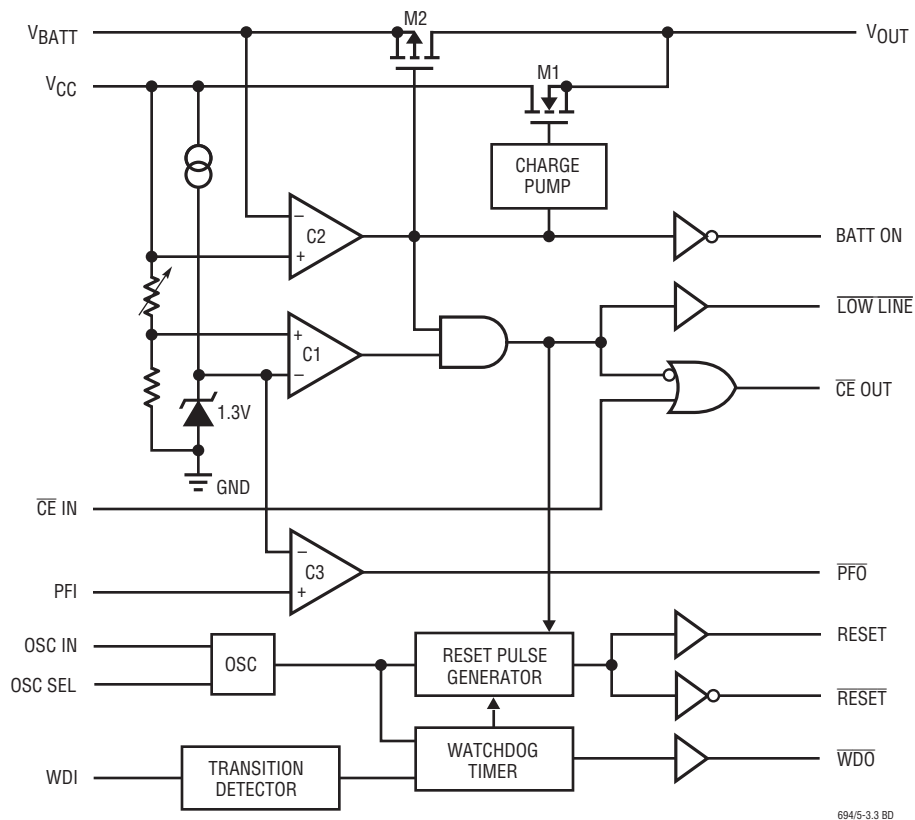 M2
VBATT
VOUT
VCC
M1
CHARGE
PUMP
−
C2
+
BATT ON
LOW LINE
+
C1
−
1.3V
CE OUT
GND
CE IN
−
C3
+
PFO
PFI
OSC IN
OSC SEL
OSC
RESET PULSE
GENERATOR
RESET
RESET
WDI
TRANSITION
DETECTOR
WATCHDOG
TIMER
WDO
694/5-3.3 BD